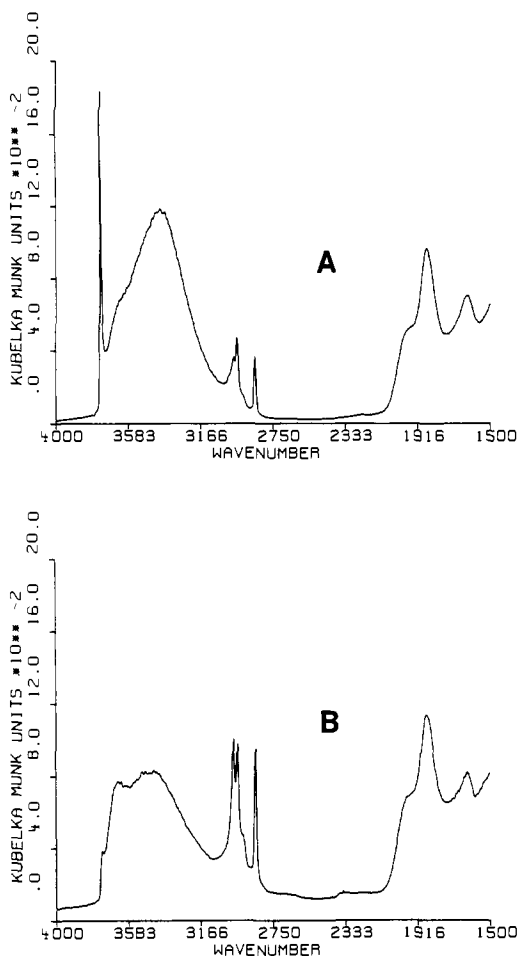 KUBELKA MUNK UNITS *10** -2
.0 4.0 8.0 12.0 16.0 20.0
A
4000 3583 3166 2750 2333 1916 1500
WAVENUMBER
KUBELKA MUNK UNITS *10** -2
.0 4.0 8.0 12.0 16.0 20.0
B
4000 3583 3166 2750 2333 1916 1500
WAVENUMBER